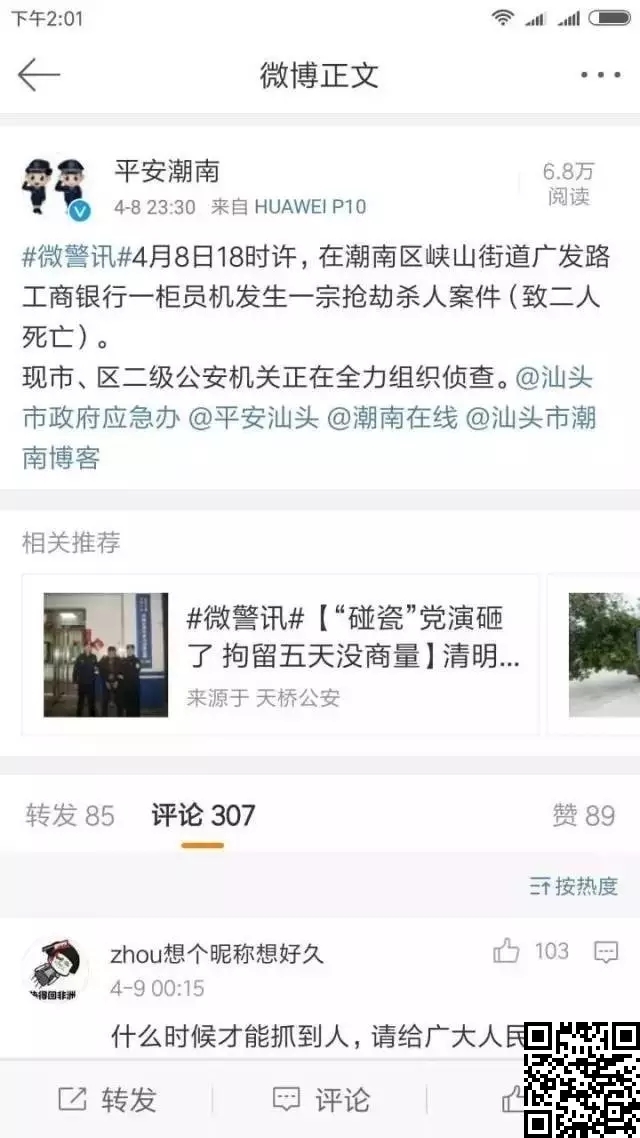 下午2:01
微博正文
平安潮南
6.8万
4-8 23:30 来自 HUAWEI P10
阅读
#微警讯#4月8日18时许，在潮南区峡山街道广发路
工商银行一柜员机发生一宗抢劫杀人案件（致二人
死亡）。
现市、区二级公安机关正在全力组织侦查。@汕头
市政府应急办 @平安汕头 @潮南在线 @汕头市潮
南博客
相关推荐
#微警讯#【“碰瓷”党演砸
了 拘留五天没商量】清明...
来源于 天桥公安
转发 85 评论 307 赞 89
按热度
zhou想个昵称想好久 103
4-9 00:15
什么时候才能抓到人，请给广大人民
转发 评论